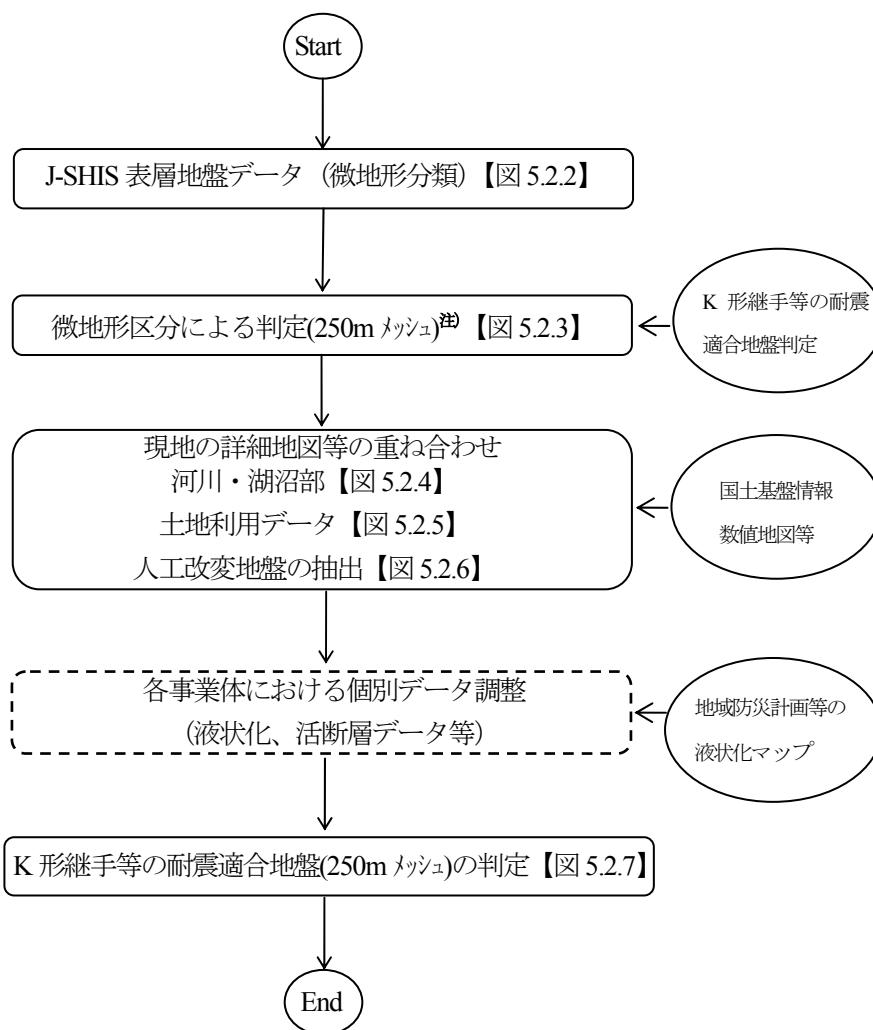 Start
J-SHIS 表層地盤データ（微地形分類）【図 5.2.2】
微地形区分による判定(250m ﾒｯｼｭ)注)【図 5.2.3】
K 形継手等の耐震
適合地盤判定
現地の詳細地図等の重ね合わせ
河川・湖沼部【図 5.2.4】
土地利用データ【図 5.2.5】
人工改変地盤の抽出【図 5.2.6】
国土基盤情報
数値地図等
各事業体における個別データ調整
（液状化、活断層データ等）
地域防災計画等の
液状化マップ
K 形継手等の耐震適合地盤(250m ﾒｯｼｭ)の判定【図 5.2.7】
End